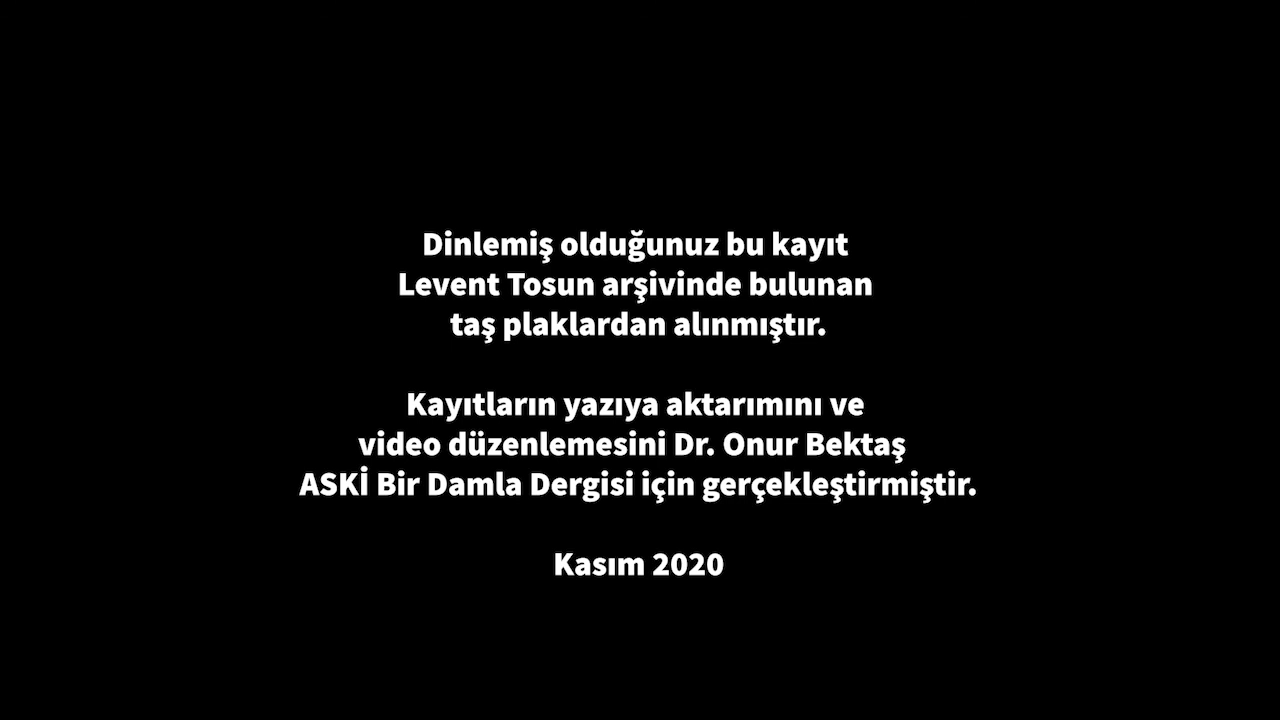 Dinlemiş olduğunuz bu kayıt
Levent Tosun arşivinde bulunan
taş plaklardan alınmıştır.
Kayıtların yazıya aktarımını ve
video düzenlemesini Dr. Onur Bektaş
ASKİ Bir Damla Dergisi için gerçekleştirmiştir.
Kasım 2020